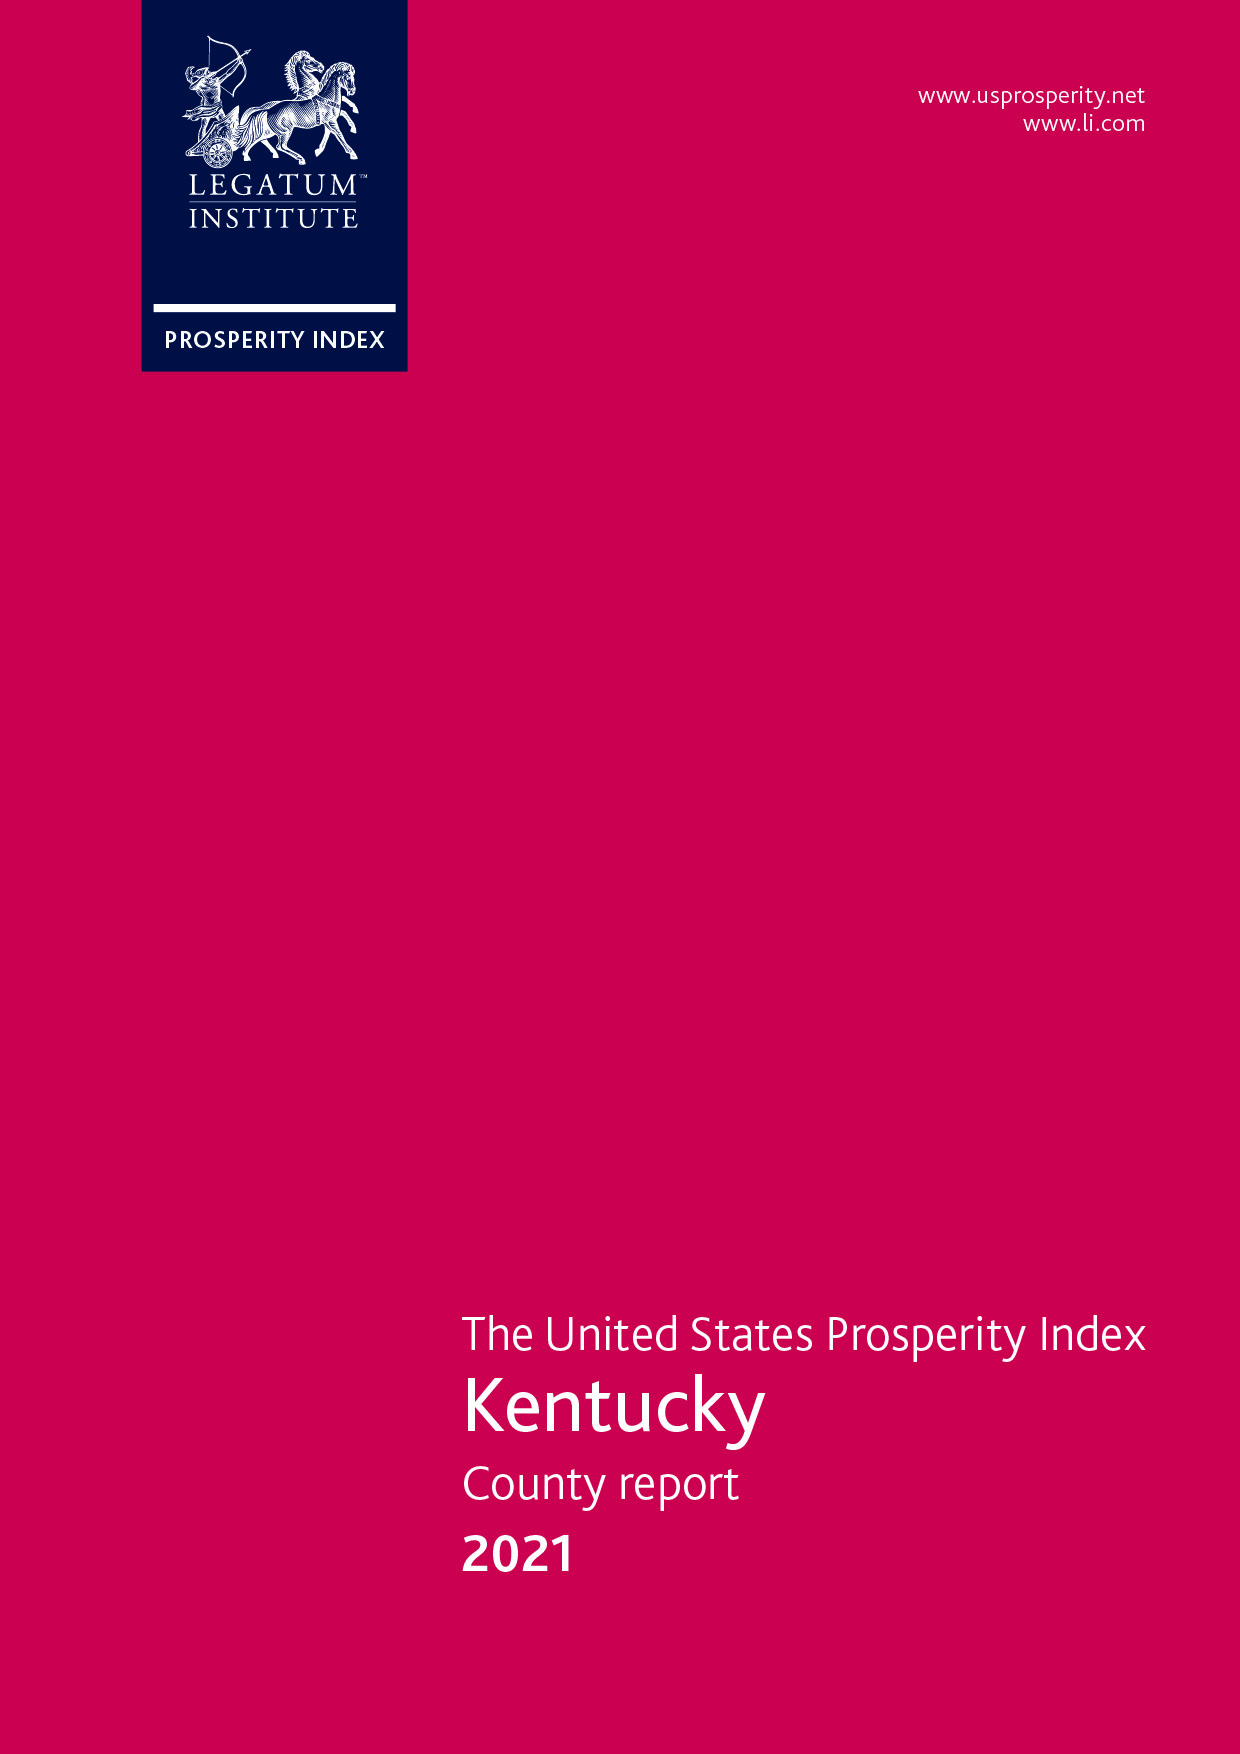 LEGATUM™
INSTITUTE
PROSPERITY INDEX
www.usprosperity.net
www.li.com
The United States Prosperity Index
Kentucky
County report
2021